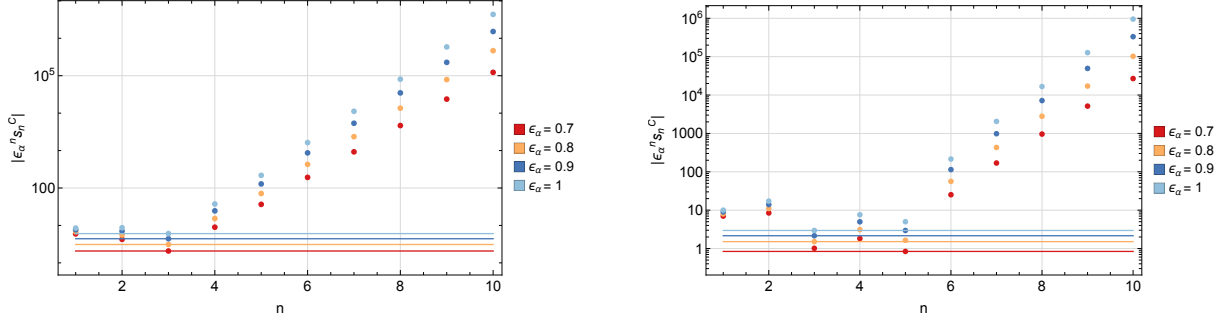 |ϵ_α^n s_n^C|
10^5
100
2
4
6
8
10
n
ϵ_α = 0.7
ϵ_α = 0.8
ϵ_α = 0.9
ϵ_α = 1
|ϵ_α^n s_n^C|
10^6
10^5
10^4
1000
100
10
1
2
4
6
8
10
n
ϵ_α = 0.7
ϵ_α = 0.8
ϵ_α = 0.9
ϵ_α = 1